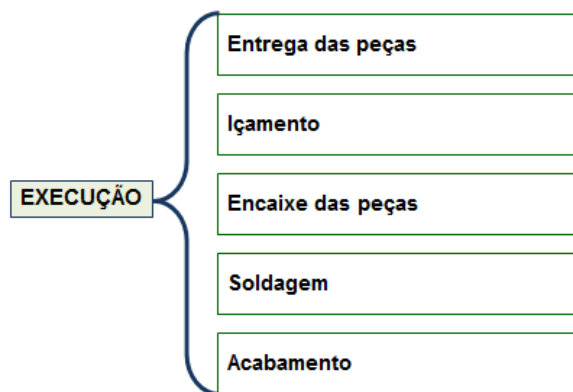 Entrega das peças
Içamento
EXECUÇÃO
Encaixe das peças
Soldagem
Acabamento